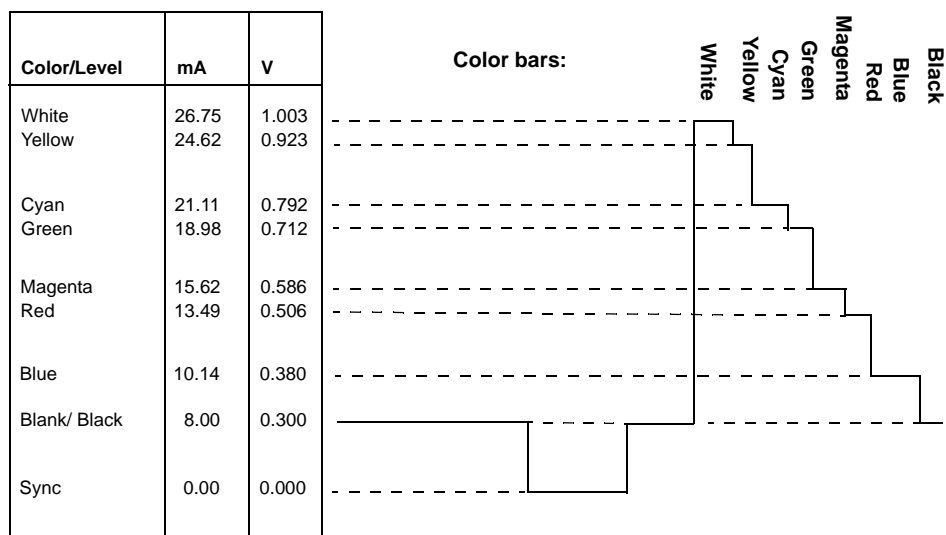 Color/Level mA V
White 26.75 1.003
Yellow 24.62 0.923
Cyan 21.11 0.792
Green 18.98 0.712
Magenta 15.62 0.586
Red 13.49 0.506
Blue 10.14 0.380
Blank/ Black 8.00 0.300
Sync 0.00 0.000
Color bars:
White
Yellow
Cyan
Green
Magenta
Red
Blue
Black